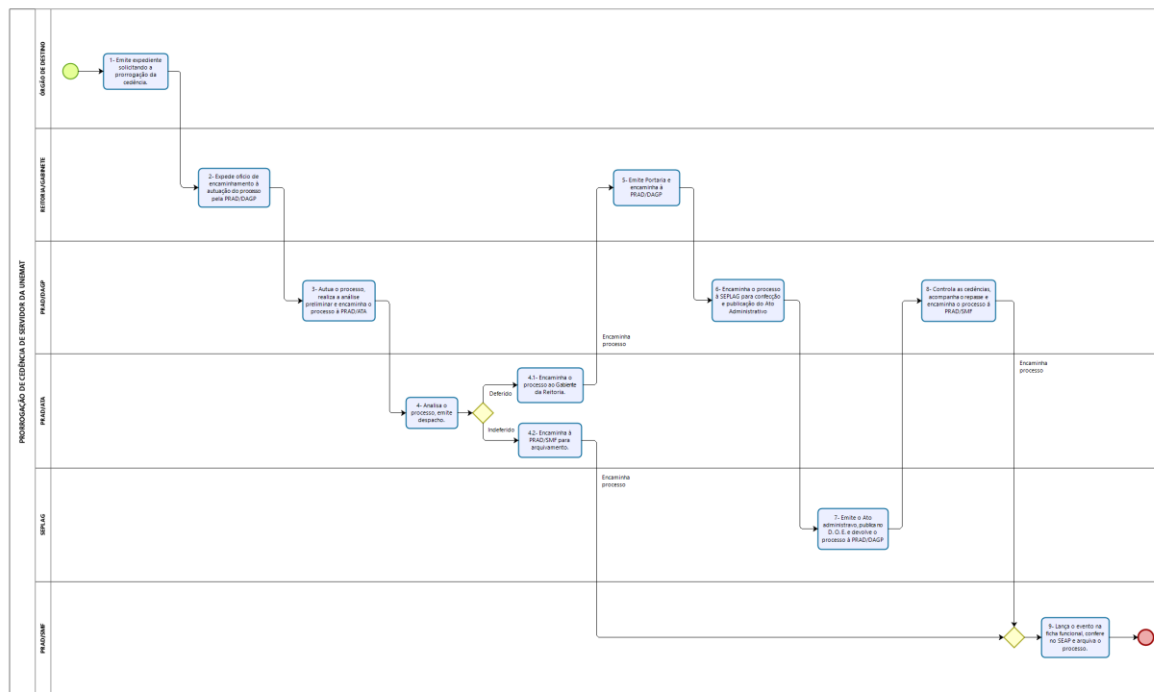 PRORROGAÇÃO DE CEDÊNCIA DE SERVIDOR DA UNEMAT
ÓRGÃO DE DESTINO
1- Emite expediente
solicitando a
prorrogação da
cedência.
REITORIA/GABINETE
2- Expede ofício de
encaminhamento à
autuação do processo
pela PRAD/DAGP
5- Emite Portaria e
encaminha à
PRAD/DAGP
PRAD/DAGP
3- Autua o processo,
realiza a análise
preliminar e encaminha o
processo à PRAD/ATA
6- Encaminha o processo
à SEPLAG para confecção
e publicação do Ato
Administrativo
8- Controla as cedências,
acompanha o repasse e
encaminha o processo à
PRAD/SMF
Encaminha
processo
PRAD/ATA
4- Analisa o
processo, emite
despacho.
Deferido
4.1- Encaminha o
processo ao Gabiente
da Reitoria.
Indeferido
4.2- Encaminha à
PRAD/SMF para
arquivamento.
Encaminha
processo
SEPLAG
Encaminha
processo
7- Emite o Ato
administravo, publica no
D. O. E. e devolve o
processo à PRAD/DAGP
PRAD/SMF
9- Lança o evento na
ficha funcional, confere
no SEAP e arquiva o
processo.